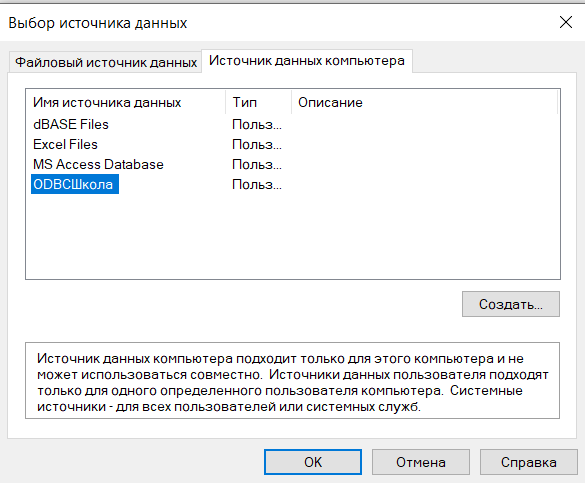 Выбор источника данных
Файловый источник данных Источник данных компьютера
Имя источника данных Тип Описание
dBASE Files Польз...
Excel Files Польз...
MS Access Database Польз...
ODBCШкола Польз...
Создать...
Источник данных компьютера подходит только для этого компьютера и не
может использоваться совместно. Источники данных пользователя подходят
только для одного определенного пользователя компьютера. Системные
источники - для всех пользователей или системных служб.
OK Отмена Справка